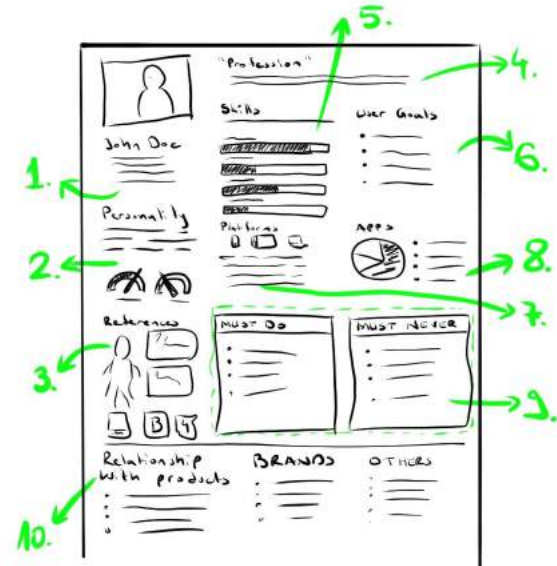 5.
"Profession"
4.
Skills
User Goals
John Doe
6.
1.
Personality
Platforms
APPS
2.
8.
7.
References
MUST DO
MUST NEVER
3.
9.
B
Relationship
with products
BRANDS
OTHERS
10.